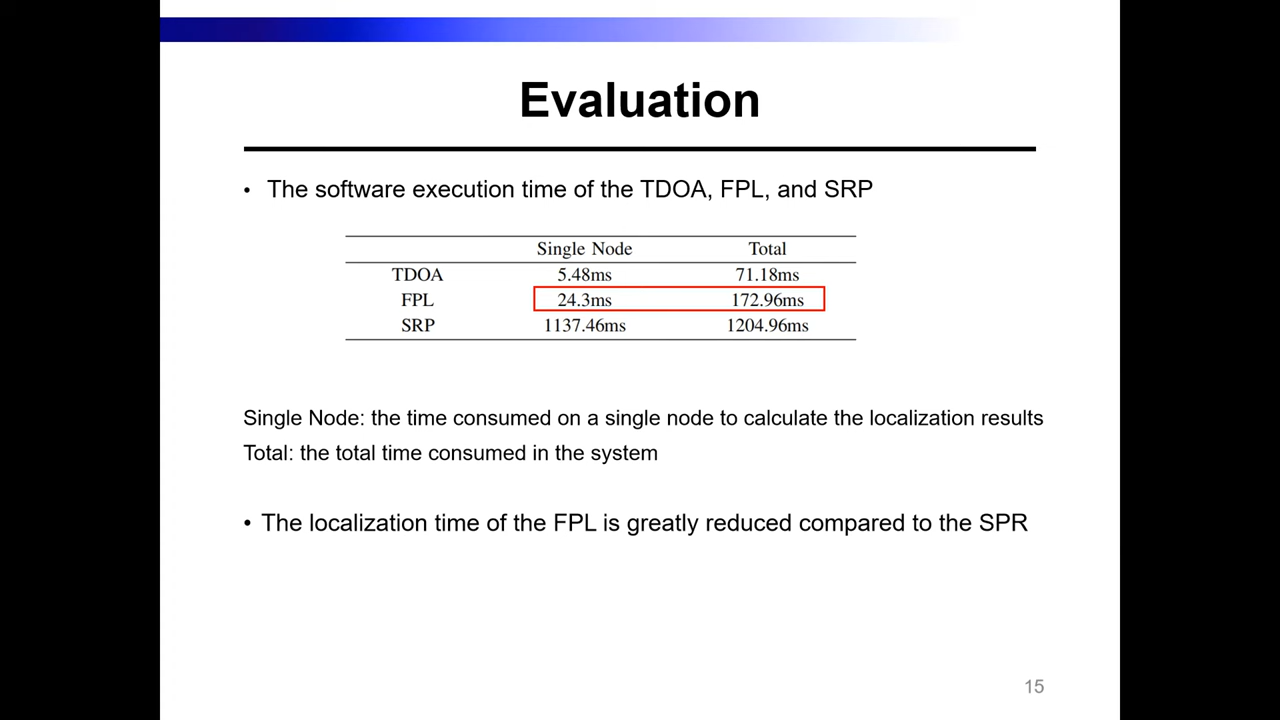 Evaluation
• The software execution time of the TDOA, FPL, and SRP
Single Node Total
TDOA 5.48ms 71.18ms
FPL 24.3ms 172.96ms
SRP 1137.46ms 1204.96ms
Single Node: the time consumed on a single node to calculate the localization results
Total: the total time consumed in the system
• The localization time of the FPL is greatly reduced compared to the SPR
15